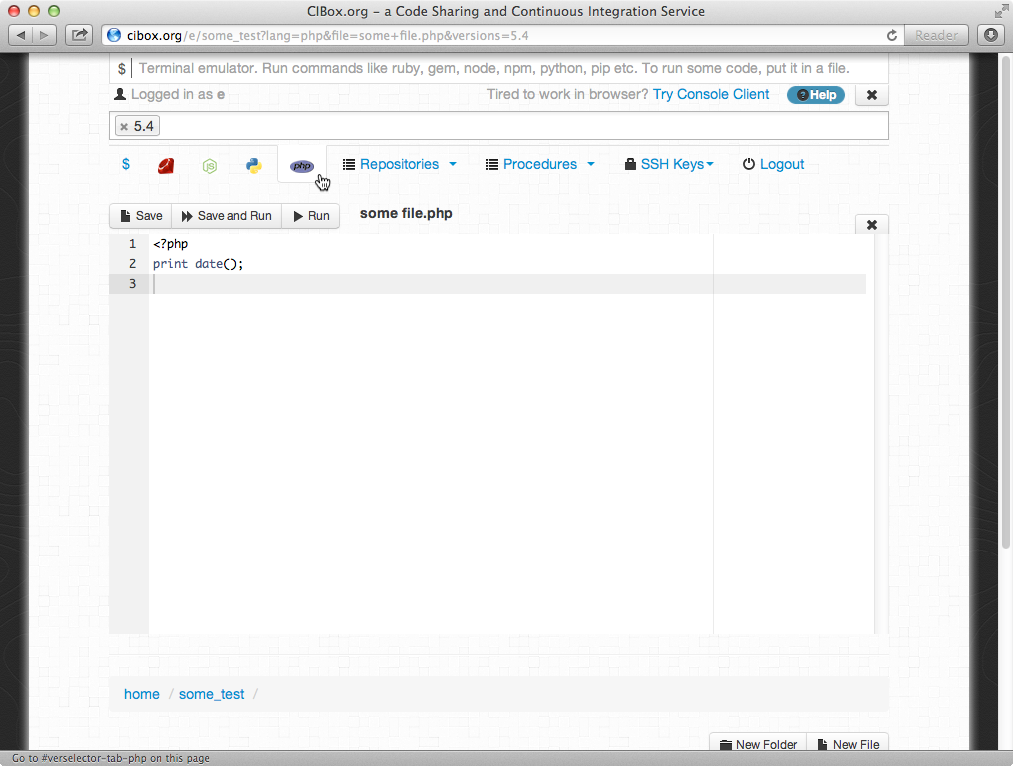 CIBox.org – a Code Sharing and Continuous Integration Service
cibox.org/e/some_test?lang=php&file=some+file.php&versions=5.4
Reader
$ Terminal emulator. Run commands like ruby, gem, node, npm, python, pip etc. To run some code, put it in a file.
Logged in as e
Tired to work in browser? Try Console Client
? Help
✖
× 5.4
$
JS
php
Repositories
Procedures
SSH Keys
Logout
Save
Save and Run
Run
some file.php
✖
1 <?php
2 print date();
3
home / some_test /
New Folder
New File
Go to #verselector-tab-php on this page